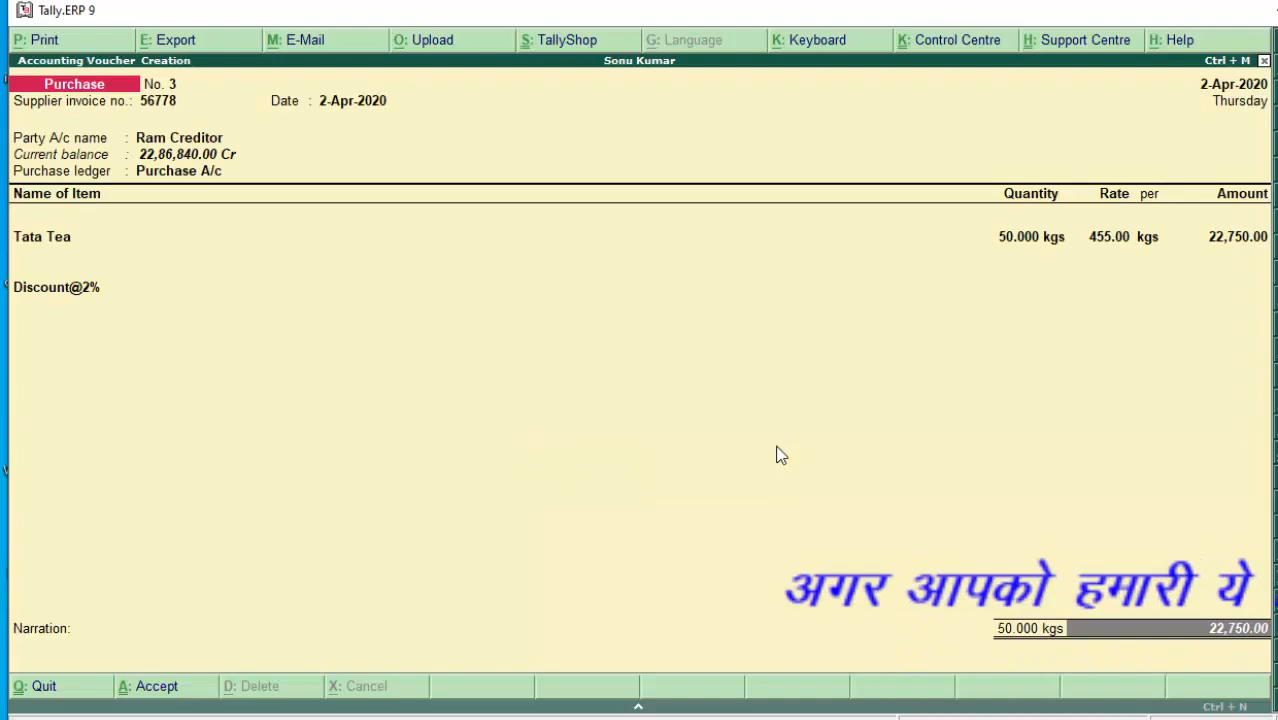 Tally.ERP 9
P: Print E: Export M: E-Mail O: Upload S: TallyShop G: Language K: Keyboard K: Control Centre H: Support Centre H: Help
Accounting Voucher Creation Sonu Kumar Ctrl + M
Purchase No. 3 2-Apr-2020
Supplier invoice no.: 56778 Date : 2-Apr-2020 Thursday
Party A/c name : Ram Creditor
Current balance : 22,86,840.00 Cr
Purchase ledger : Purchase A/c
Name of Item Quantity Rate per Amount
Tata Tea 50.000 kgs 455.00 kgs 22,750.00
Discount@2%
अगर आपको हमारी ये
Narration: 50.000 kgs 22,750.00
Q: Quit A: Accept D: Delete X: Cancel
Ctrl + N